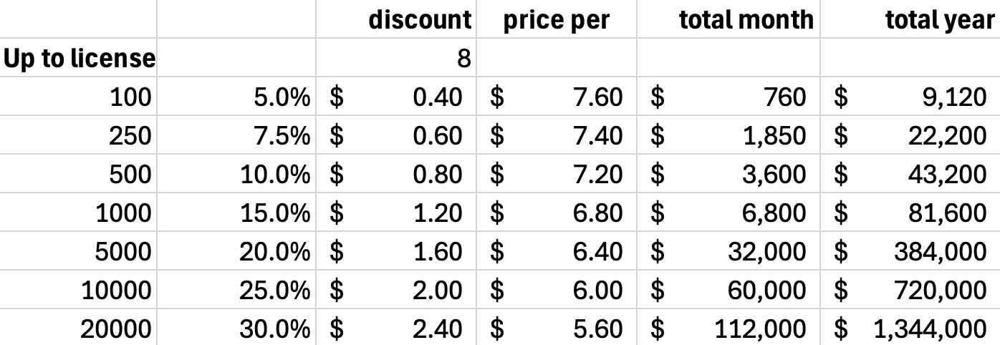 discount price per total month total year
Up to license 8
100 5.0% $ 0.40 $ 7.60 $ 760 $ 9,120
250 7.5% $ 0.60 $ 7.40 $ 1,850 $ 22,200
500 10.0% $ 0.80 $ 7.20 $ 3,600 $ 43,200
1000 15.0% $ 1.20 $ 6.80 $ 6,800 $ 81,600
5000 20.0% $ 1.60 $ 6.40 $ 32,000 $ 384,000
10000 25.0% $ 2.00 $ 6.00 $ 60,000 $ 720,000
20000 30.0% $ 2.40 $ 5.60 $ 112,000 $ 1,344,000